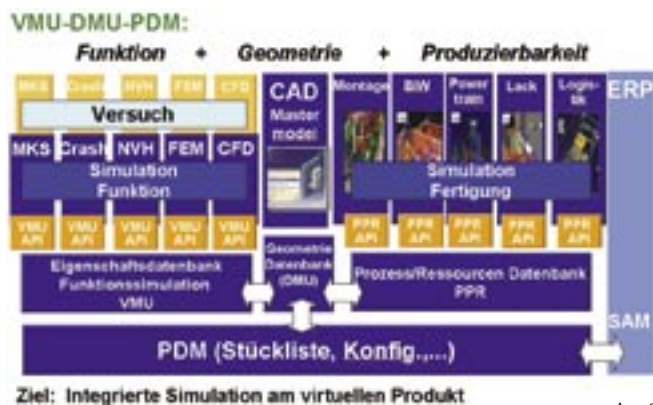 VMU-DMU-PDM:
Funktion + Geometrie + Produzierbarkeit
MKS Crash NVH FEM CFD
Versuch
MKS Crash NVH FEM CFD
Simulation
Funktion
VMU API VMU API VMU API VMU API VMU API
Eigenschaftsdatenbank
Funktionssimulation
VMU
CAD
Master
model
Geometrie
Datenbank
(DMU)
Montage BIW Power train Lack Logis-tik
Simulation
Fertigung
PPR API PPR API PPR API PPR API PPR API
Prozess/Ressourcen Datenbank
PPR
ERP
SAM
PDM (Stückliste, Konfig.,...)
Ziel: Integrierte Simulation am virtuellen Produkt